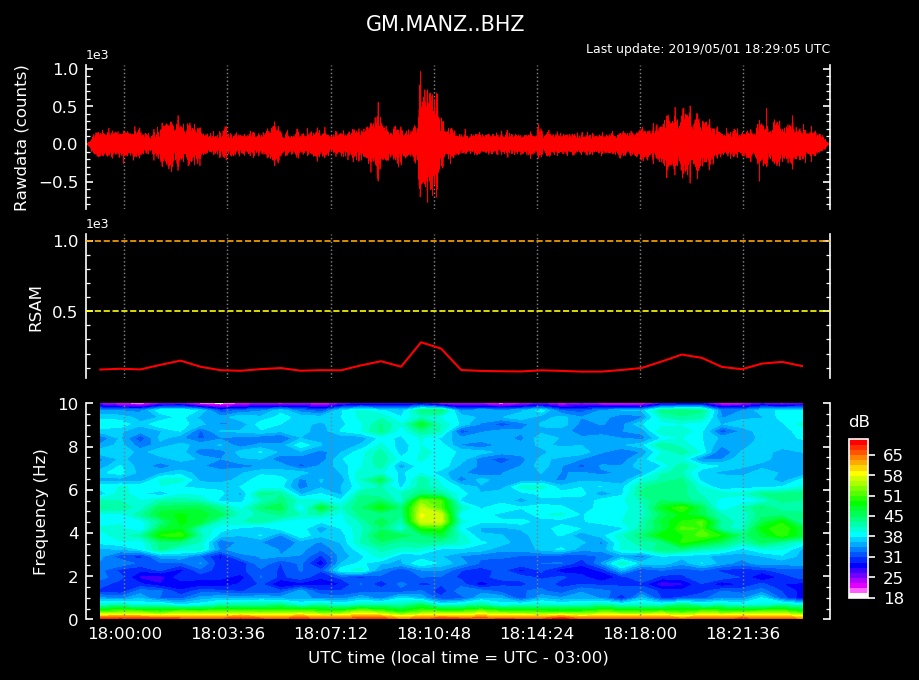 GM.MANZ..BHZ
Last update: 2019/05/01 18:29:05 UTC
1e3
Rawdata (counts)
1.0
0.5
0.0
−0.5
1e3
RSAM
1.0
0.5
Frequency (Hz)
10
8
6
4
2
0
18:00:00 18:03:36 18:07:12 18:10:48 18:14:24 18:18:00 18:21:36
UTC time (local time = UTC - 03:00)
dB
65
58
51
45
38
31
25
18